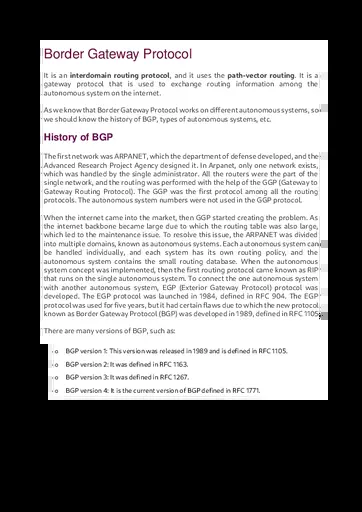 Border Gateway Protocol
It is an interdomain routing protocol, and it uses the path-vector routing. It is a
gateway protocol that is used to exchange routing information among the
autonomous system on the internet.
As we know that Border Gateway Protocol works on different autonomous systems, so
we should know the history of BGP, types of autonomous systems, etc.
History of BGP
The first network was ARPANET, which the department of defense developed, and the
Advanced Research Project Agency designed it. In Arpanet, only one network exists,
which was handled by the single administrator. All the routers were the part of the
single network, and the routing was performed with the help of the GGP (Gateway to
Gateway Routing Protocol). The GGP was the first protocol among all the routing
protocols. The autonomous system numbers were not used in the GGP protocol.
When the internet came into the market, then GGP started creating the problem. As
the internet backbone became large due to which the routing table was also large,
which led to the maintenance issue. To resolve this issue, the ARPANET was divided
into multiple domains, known as autonomous systems. Each autonomous system can
be handled individually, and each system has its own routing policy, and the
autonomous system contains the small routing database. When the autonomous
system concept was implemented, then the first routing protocol came known as RIP
that runs on the single autonomous system. To connect the one autonomous system
with another autonomous system, EGP (Exterior Gateway Protocol) protocol was
developed. The EGP protocol was launched in 1984, defined in RFC 904. The EGP
protocol was used for five years, but it had certain flaws due to which the new protocol
known as Border Gateway Protocol (BGP) was developed in 1989, defined in RFC 1105.
There are many versions of BGP, such as:
o BGP version 1: This version was released in 1989 and is defined in RFC 1105.
o BGP version 2: It was defined in RFC 1163.
o BGP version 3: It was defined in RFC 1267.
o BGP version 4: It is the current version of BGP defined in RFC 1771.